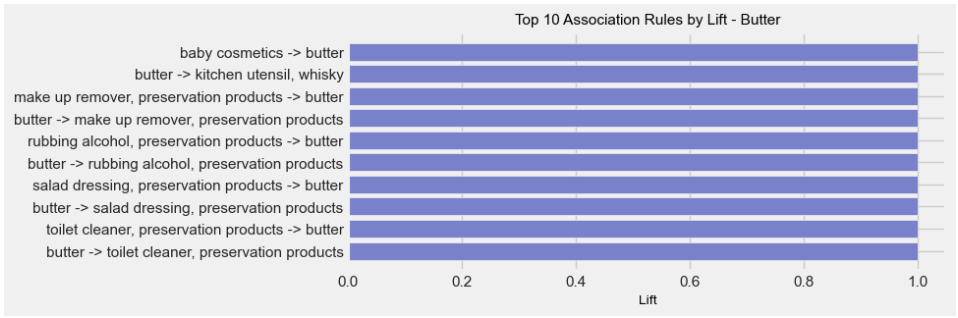 Top 10 Association Rules by Lift - Butter
baby cosmetics -> butter
butter -> kitchen utensil, whisky
make up remover, preservation products -> butter
butter -> make up remover, preservation products
rubbing alcohol, preservation products -> butter
butter -> rubbing alcohol, preservation products
salad dressing, preservation products -> butter
butter -> salad dressing, preservation products
toilet cleaner, preservation products -> butter
butter -> toilet cleaner, preservation products
0.0 0.2 0.4 0.6 0.8 1.0
Lift